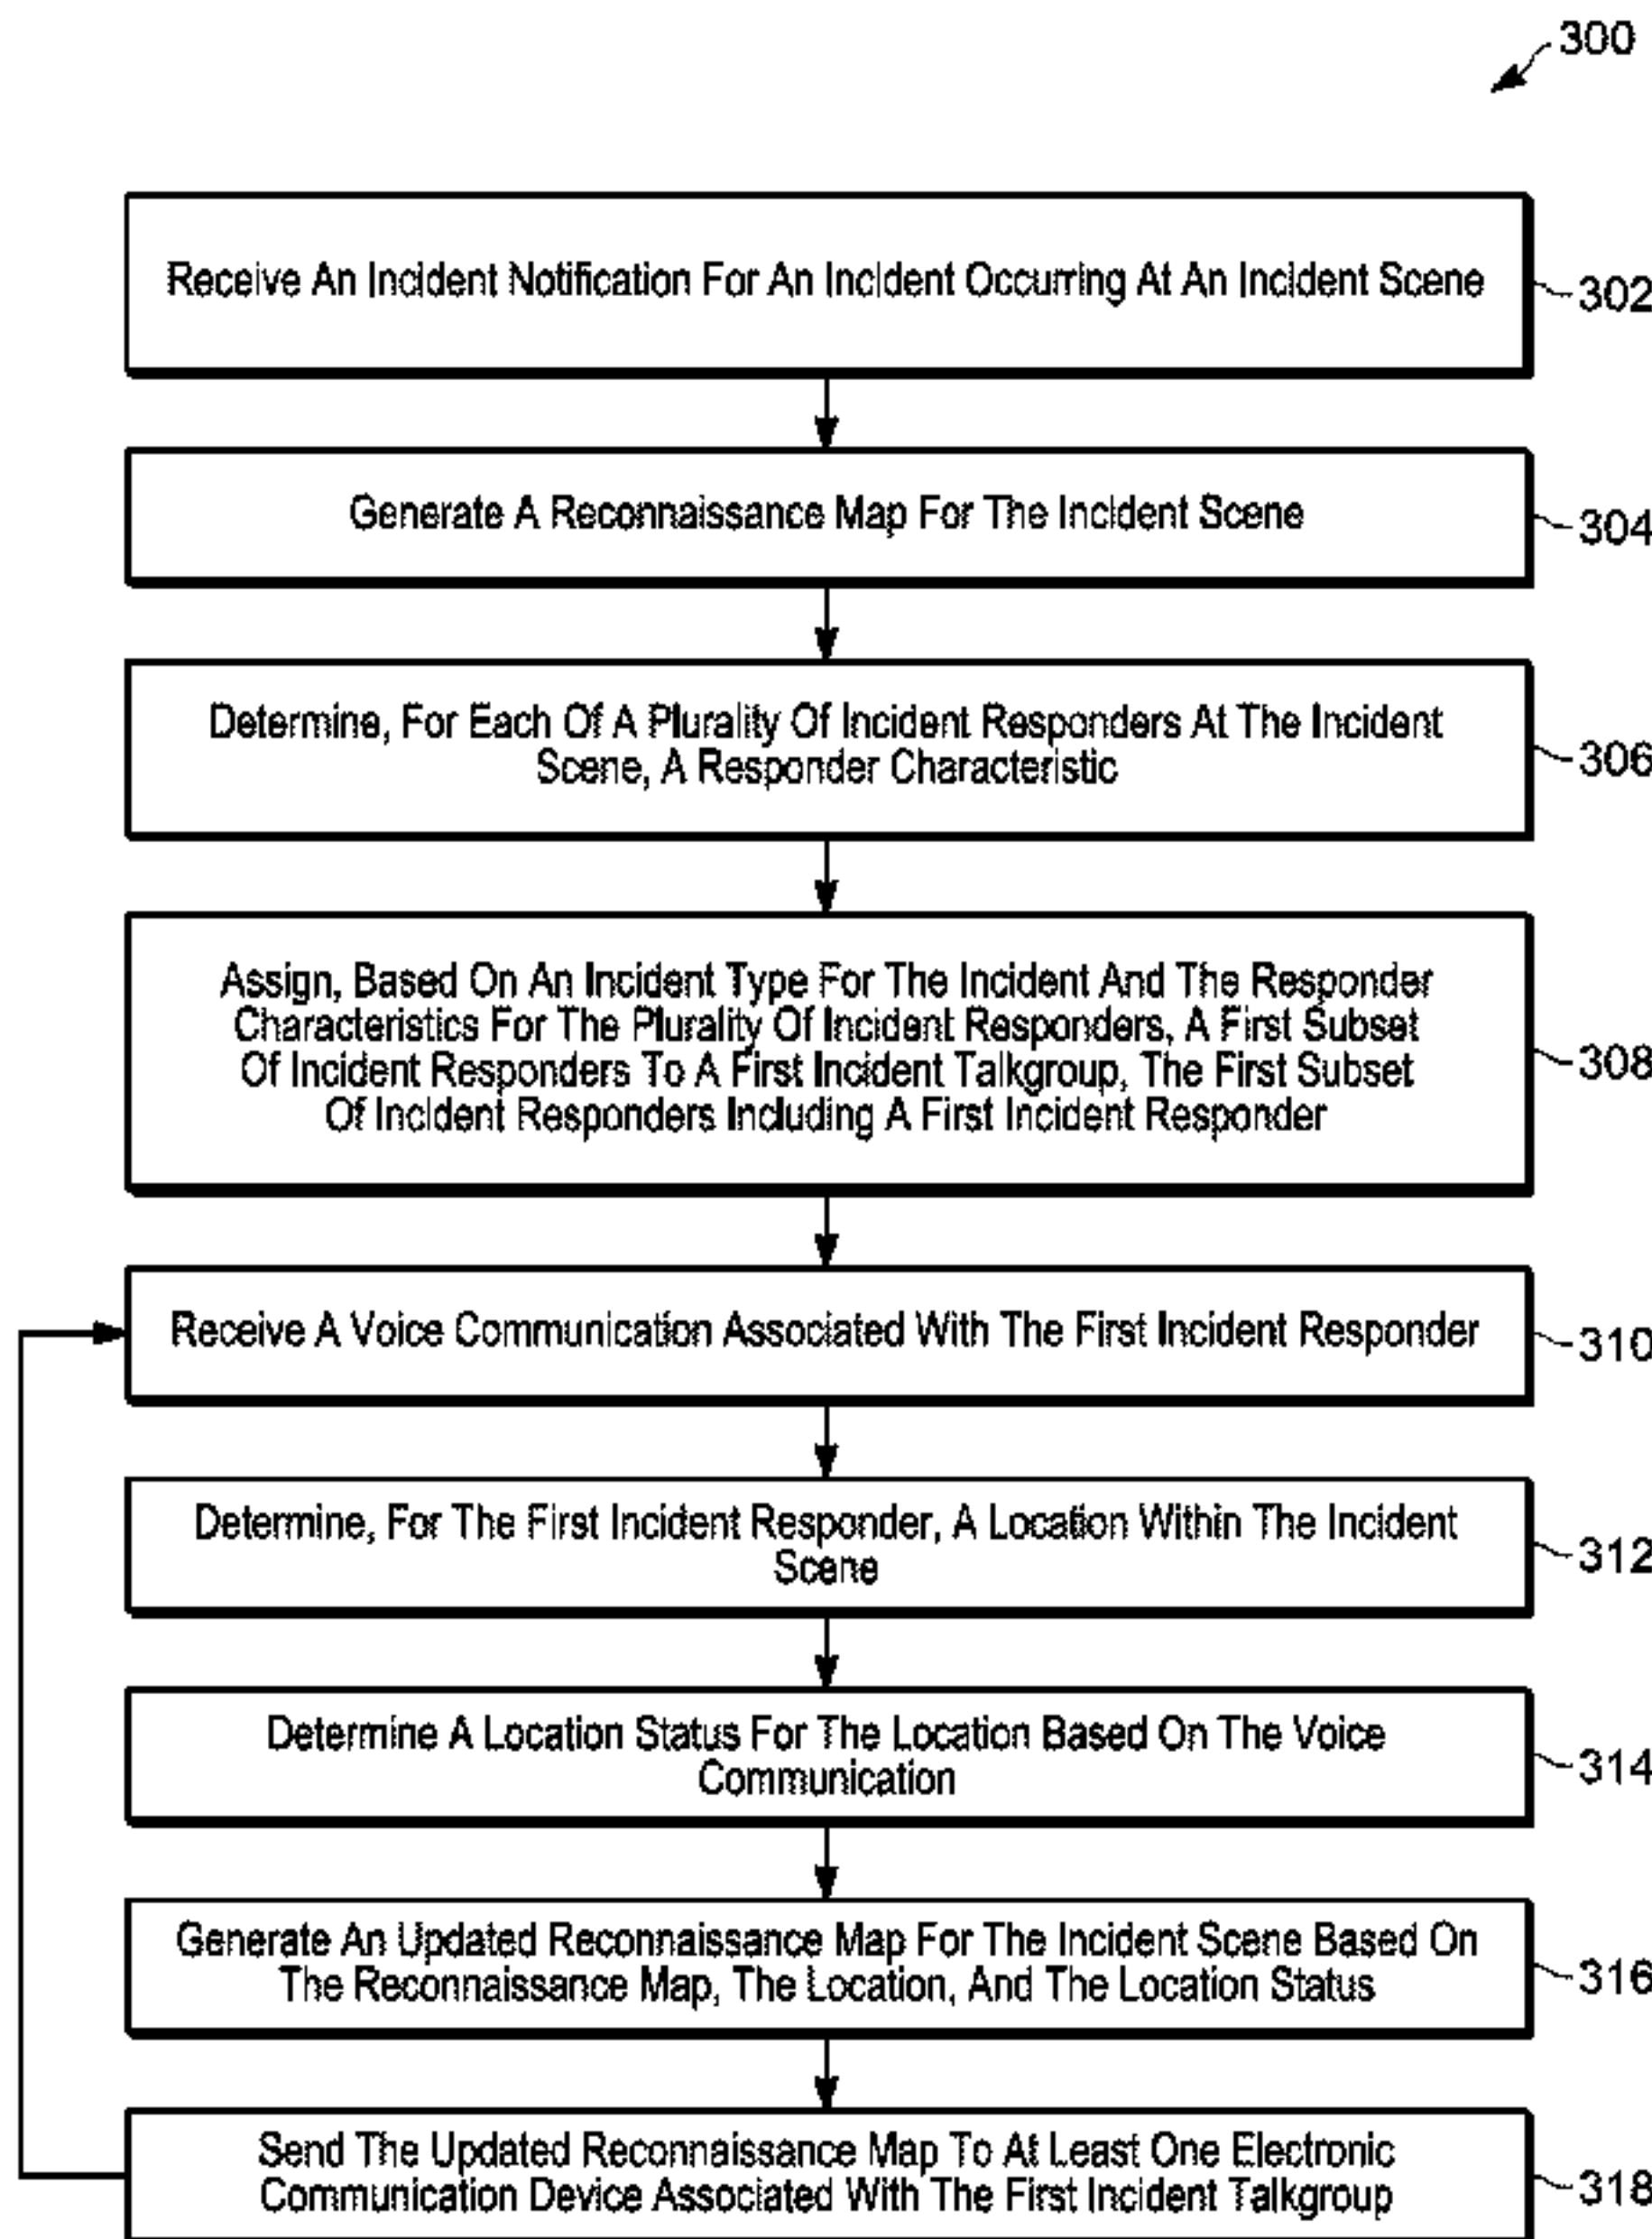 300
Receive An Incident Notification For An Incident Occurring At An Incident Scene
302
Generate A Reconnaissance Map For The Incident Scene
304
Determine, For Each Of A Plurality Of Incident Responders At The Incident
Scene, A Responder Characteristic
306
Assign, Based On An Incident Type For The Incident And The Responder
Characteristics For The Plurality Of Incident Responders, A First Subset
Of Incident Responders To A First Incident Talkgroup, The First Subset
Of Incident Responders Including A First Incident Responder
308
Receive A Voice Communication Associated With The First Incident Responder
310
Determine, For The First Incident Responder, A Location Within The Incident
Scene
312
Determine A Location Status For The Location Based On The Voice
Communication
314
Generate An Updated Reconnaissance Map For The Incident Scene Based On
The Reconnaissance Map, The Location, And The Location Status
316
Send The Updated Reconnaissance Map To At Least One Electronic
Communication Device Associated With The First Incident Talkgroup
318